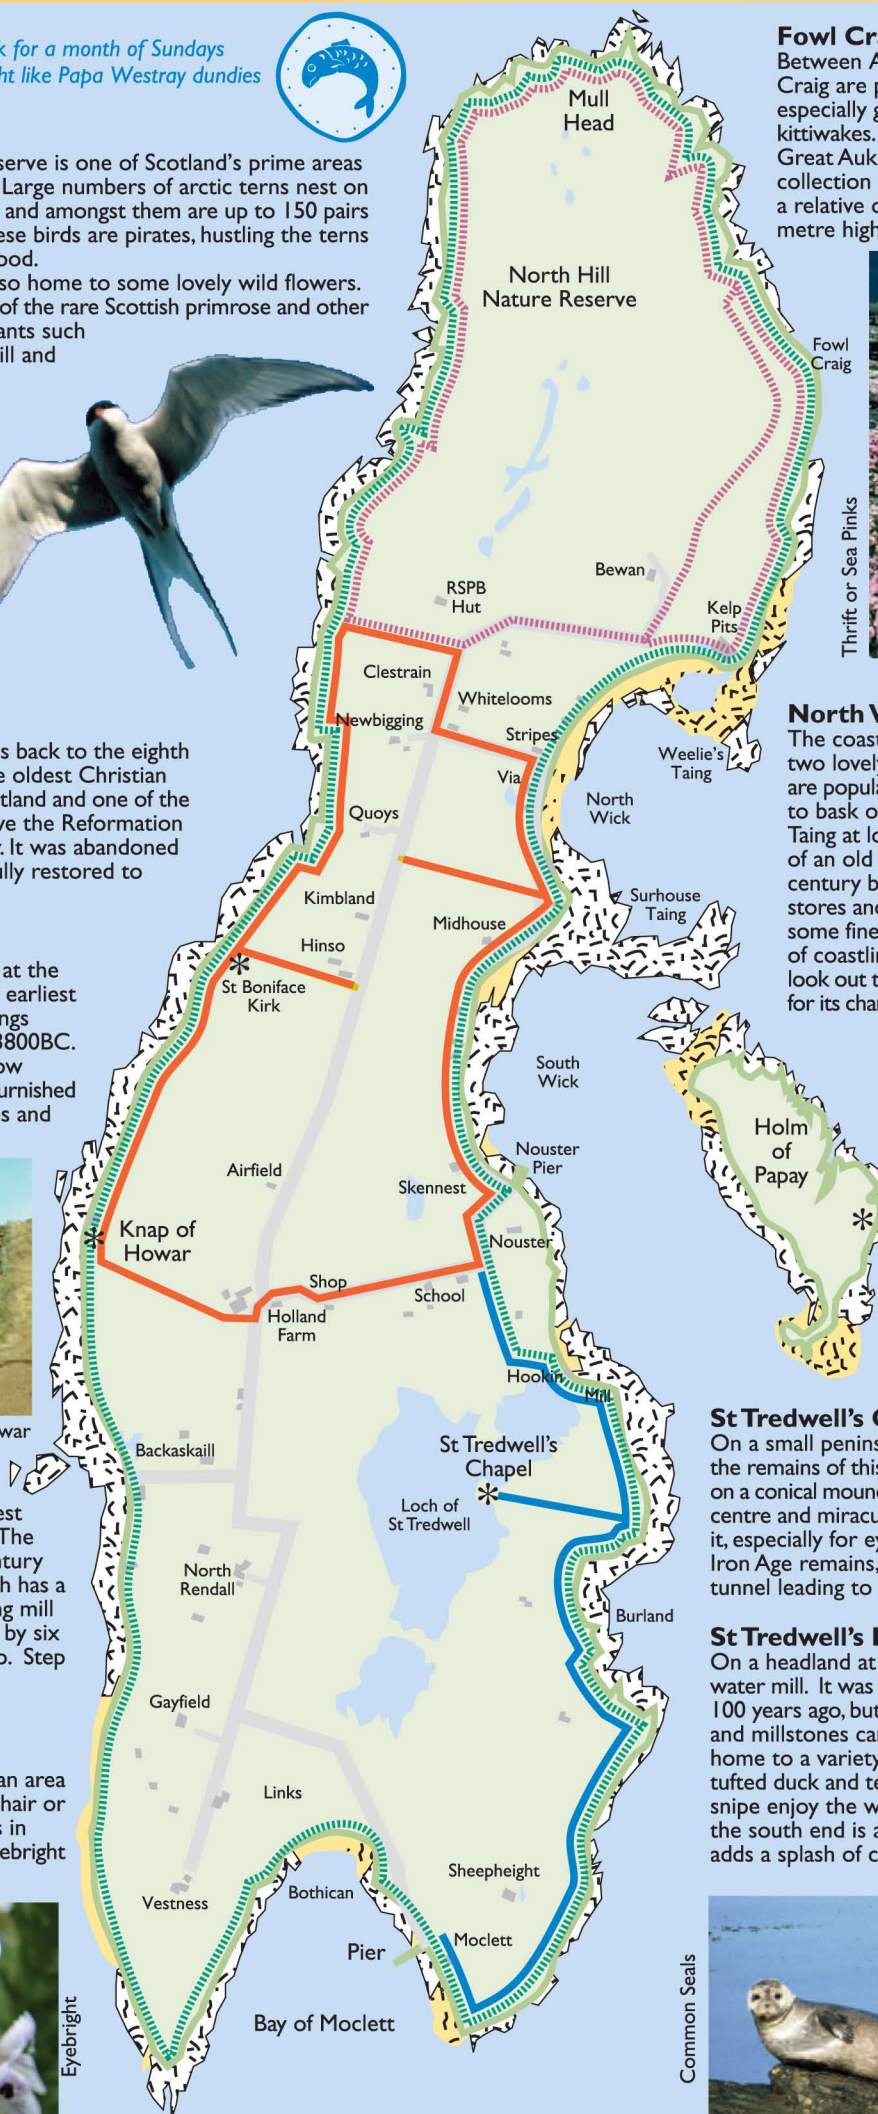 k for a month of Sundays
ht like Papa Westray dundies
serve is one of Scotland's prime areas
Large numbers of arctic terns nest on
and amongst them are up to 150 pairs
ese birds are pirates, hustling the terns
ood.
so home to some lovely wild flowers.
of the rare Scottish primrose and other
ants such
ill and
Fowl Cr
Between A
Craig are p
especially g
kittiwakes.
Great Auk
collection
a relative c
metre high
Mull
Head
North Hill
Nature Reserve
Fowl
Craig
Thrift or Sea Pinks
Bewan
RSPB
Hut
Kelp
Pits
Clestrain
Whitelooms
Newbigging
Stripes
Via
Weelie's
Taing
North
Wick
Quoys
s back to the eighth
e oldest Christian
tland and one of the
ve the Reformation
. It was abandoned
ully restored to
North V
The coast
two lovely
are popula
to bask o
Taing at lo
of an old
century b
stores and
some fine
of coastlin
look out t
for its char
Kimbland
Midhouse
Surhouse
Taing
Hinso
St Boniface
Kirk
at the
earliest
ngs
3800BC.
ow
urnished
s and
South
Wick
Nouster
Pier
Holm
of
Papay
Airfield
Skennest
Knap of
Howar
Nouster
Shop
School
Holland
Farm
Hookin
Mill
war
Backaskaill
St Tredwell's
Chapel
Loch of
St Tredwell
St Tredwell's C
On a small penins
the remains of this
on a conical mound
centre and miracu
it, especially for ey
Iron Age remains,
tunnel leading to
est
The
ntury
h has a
ng mill
by six
o. Step
North
Rendall
Burland
St Tredwell's
On a headland at
water mill. It was
100 years ago, but
and millstones can
home to a variety
tufted duck and te
snipe enjoy the w
the south end is a
adds a splash of c
Gayfield
an area
hair or
s in
ebright
Links
Sheepheight
Vestness
Bothican
Moclett
Pier
Bay of Moclett
Eyebright
Common Seals